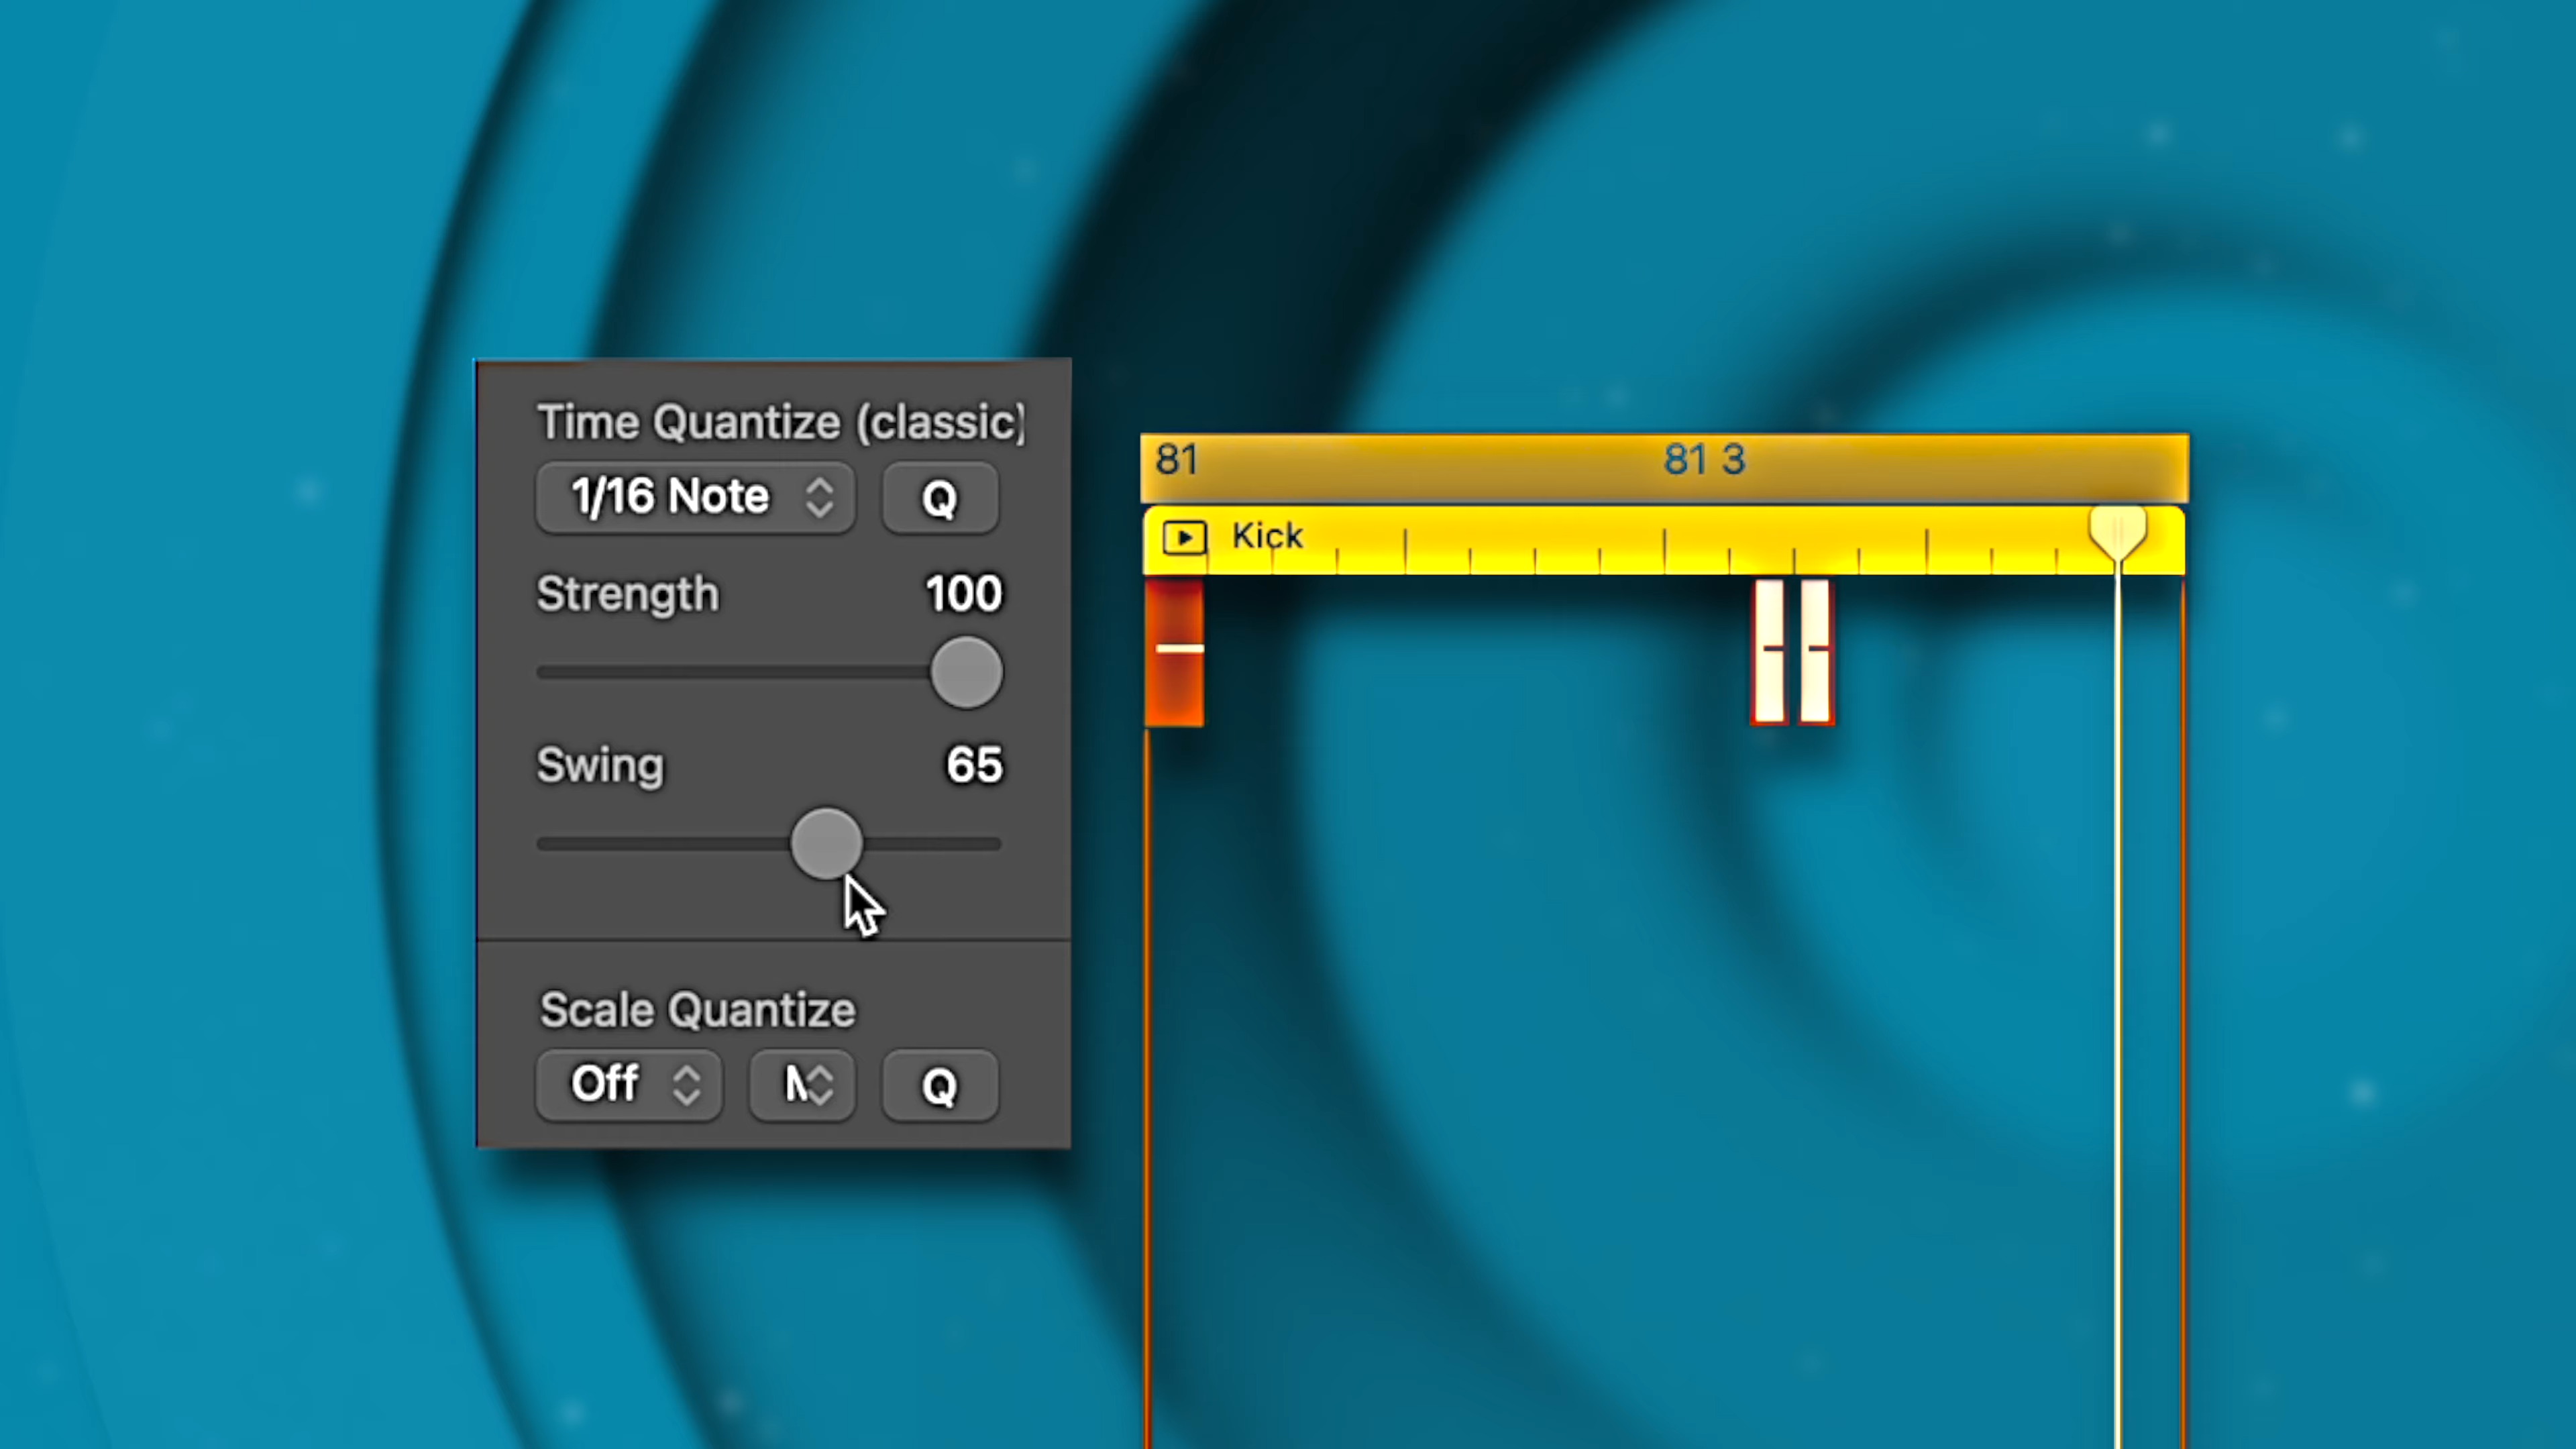 Time Quantize (classic)
1/16 Note Q
Strength 100
Swing 65
Scale Quantize
Off Q
81 81 3
Kick